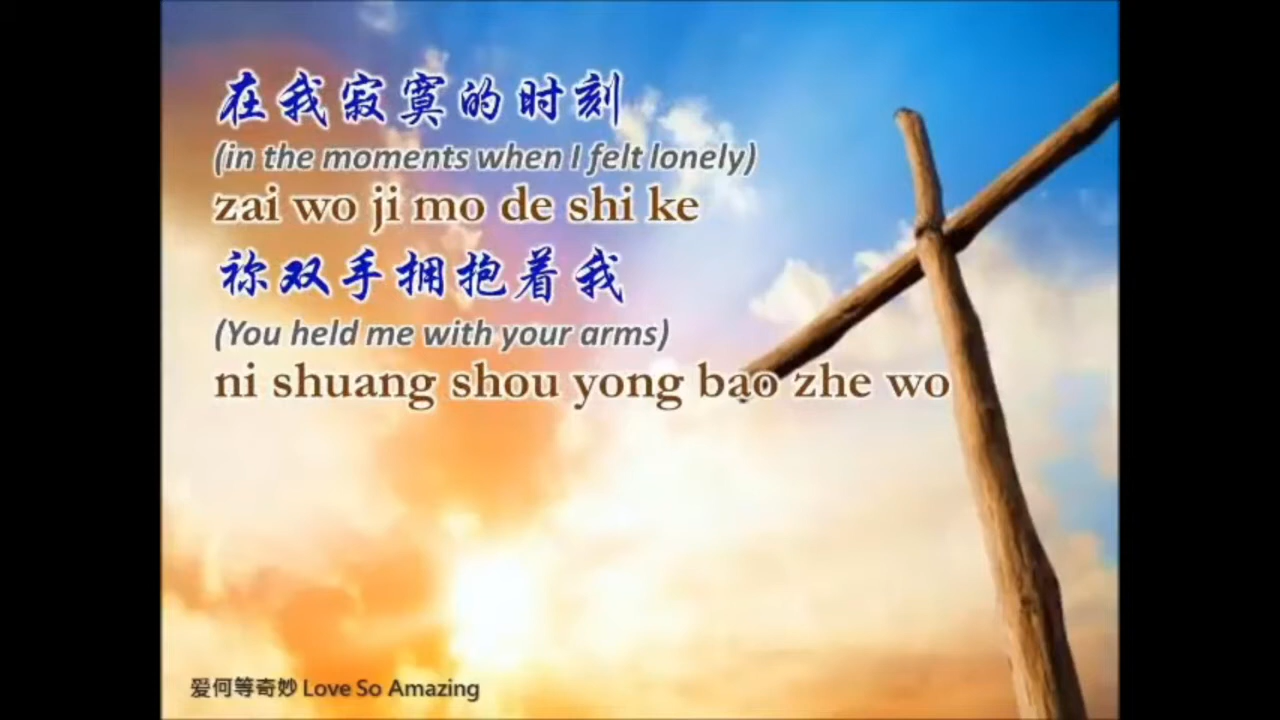 在我寂寞的时刻
(in the moments when I felt lonely)
zai wo ji mo de shi ke
祢双手拥抱着我
(You held me with your arms)
ni shuang shou yong bao zhe wo
爱何等奇妙 Love So Amazing